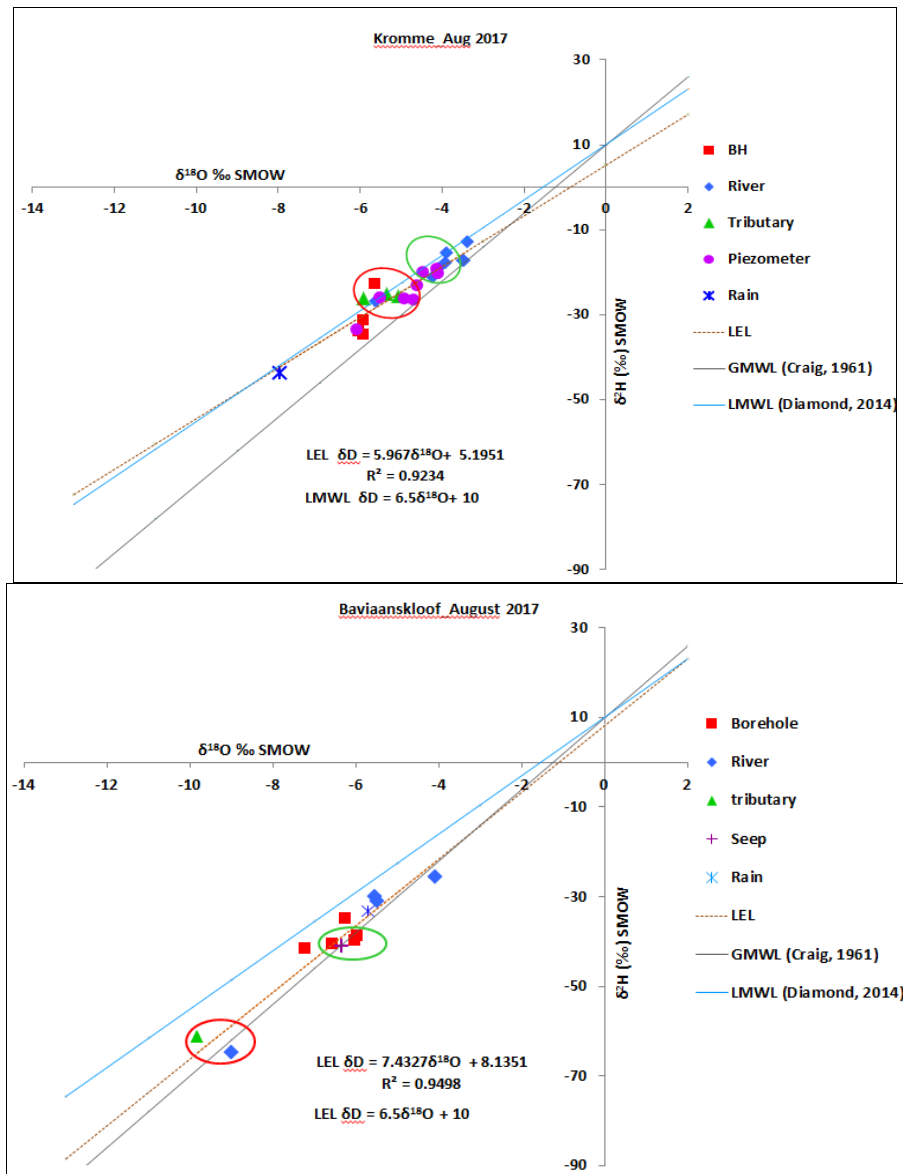 Kromme_Aug 2017
30
10
δ¹⁸O ‰ SMOW
-14 -12 -10 -8 -6 -4 -2 0 2
-10
-30
-50
-70
-90
δ²H (‰) SMOW
BH
River
Tributary
Piezometer
Rain
LEL
GMWL (Craig, 1961)
LMWL (Diamond, 2014)
LEL δD = 5.967δ¹⁸O+ 5.1951
R² = 0.9234
LMWL δD = 6.5δ¹⁸O+ 10
Baviaanskloof_August 2017
30
10
δ¹⁸O ‰ SMOW
-14 -12 -10 -8 -6 -4 -2 0 2
-10
-30
-50
-70
-90
δ²H (‰) SMOW
Borehole
River
tributary
Seep
Rain
LEL
GMWL (Craig, 1961)
LMWL (Diamond, 2014)
LEL δD = 7.4327δ¹⁸O + 8.1351
R² = 0.9498
LEL δD = 6.5δ¹⁸O + 10